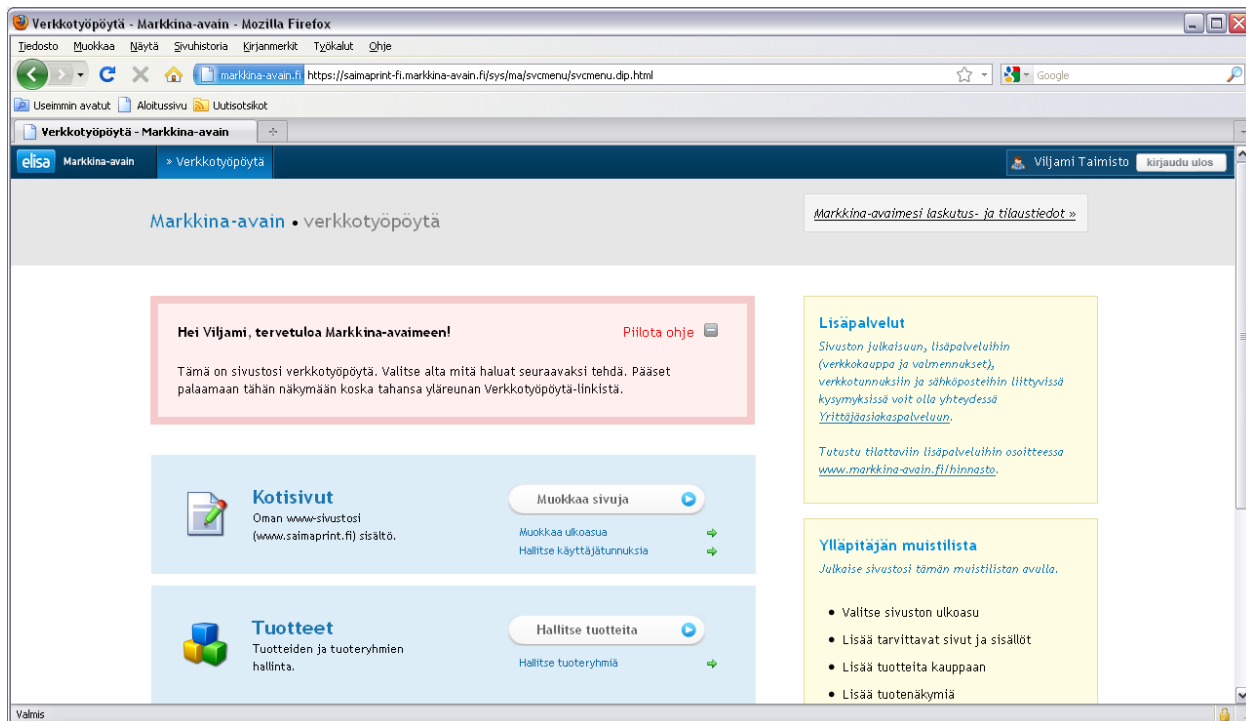 Verkkotyöpöytä - Markkina-avain - Mozilla Firefox
Tiedosto Muokkaa Näytä Sivuhistoria Kirjanmerkit Työkalut Ohje
markkina-avain.fi https://saimaprint-fi.markkina-avain.fi/sys/ma/svcmenu/svcmenu.dip.html
Google
Useimmin avatut Aloitussivu Uutisotsikot
Verkkotyöpöytä - Markkina-avain
elisa Markkina-avain » Verkkotyöpöytä Viljami Taimisto kirjaudu ulos
Markkina-avain • verkkotyöpöytä
Markkina-avaimesi laskutus- ja tilaustiedot »
Hei Viljami, tervetuloa Markkina-avaimeen!
Piilota ohje
Tämä on sivustosi verkkotyöpöytä. Valitse alta mitä haluat seuraavaksi tehdä. Pääset
palaamaan tähän näkymään koska tahansa yläreunan Verkkotyöpöytä-linkistä.
Kotisivut
Oman www-sivustosi
(www.saimaprint.fi) sisältö.
Muokkaa sivuja
Muokkaa ulkoasua
Hallitse käyttäjätunnuksia
Tuotteet
Tuotteiden ja tuoteryhmien
hallinta.
Hallitse tuotteita
Hallitse tuoteryhmiä
Lisäpalvelut
Sivuston julkaisuun, lisäpalveluihin
(verkkokauppa ja valmennukset),
verkkotunnuksiin ja sähköposteihin liittyvissä
kysymyksissä voit olla yhteydessä
Yrittäjäasiakaspalveluun.
Tutustu tilattaviin lisäpalveluihin osoitteessa
www.markkina-avain.fi/hinnasto.
Ylläpitäjän muistilista
Julkaise sivustosi tämän muistilistan avulla.
• Valitse sivuston ulkoasu
• Lisää tarvittavat sivut ja sisällöt
• Lisää tuotteita kauppaan
• Lisää tuotenäkymiä
Valmis